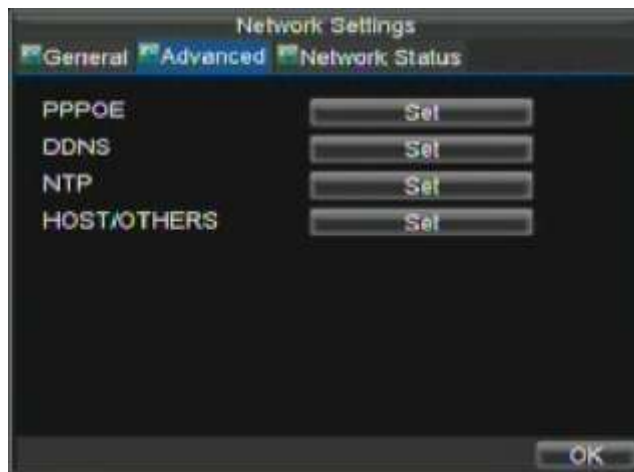 Network Settings
General Advanced Network Status
PPPOE Set
DDNS Set
NTP Set
HOST/OTHERS Set
OK